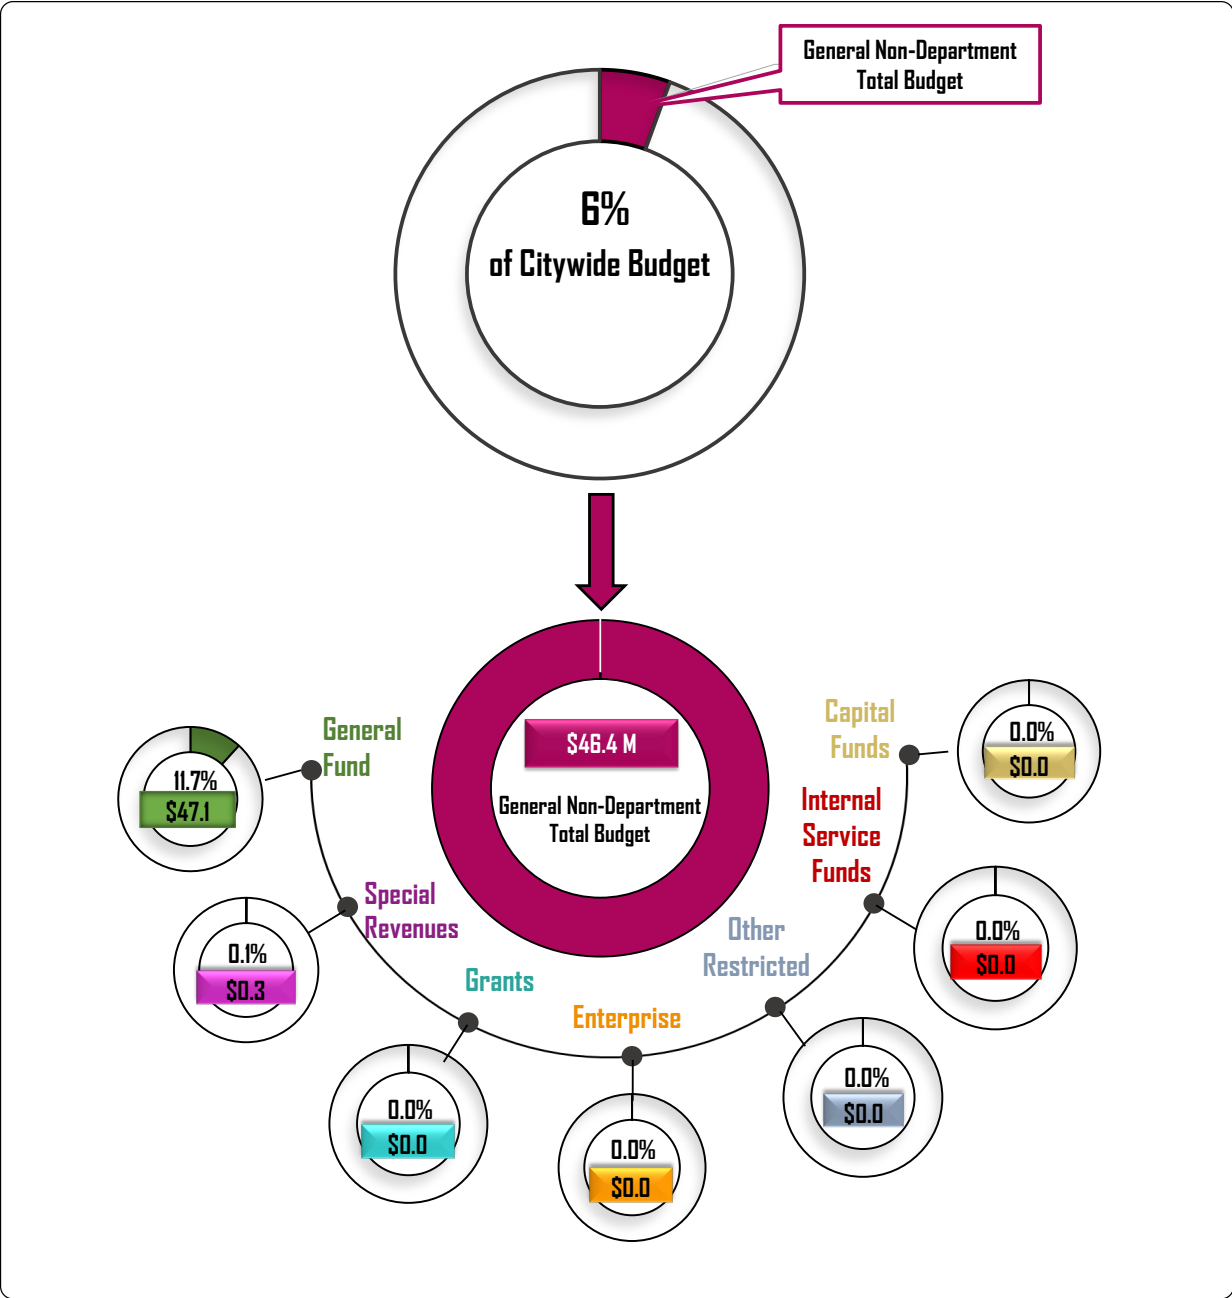 General Non-Department
Total Budget
6%
of Citywide Budget
$46.4 M
General Non-Department
Total Budget
General
Fund
11.7%
$47.1
Special
Revenues
0.1%
$0.3
Grants
0.0%
$0.0
Enterprise
0.0%
$0.0
Other
Restricted
0.0%
$0.0
Internal
Service
Funds
0.0%
$0.0
Capital
Funds
0.0%
$0.0